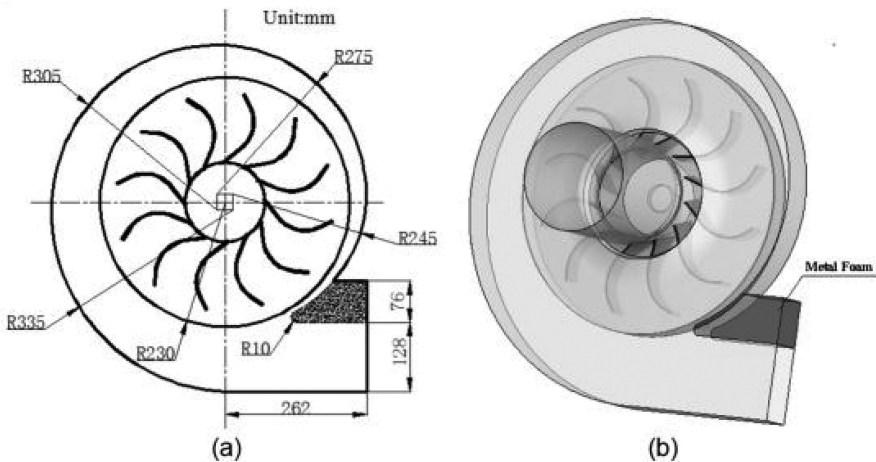 Unit:mm
R305
R275
R245
R335
R230
R10
76
128
262
(a)
Metal Foam
(b)